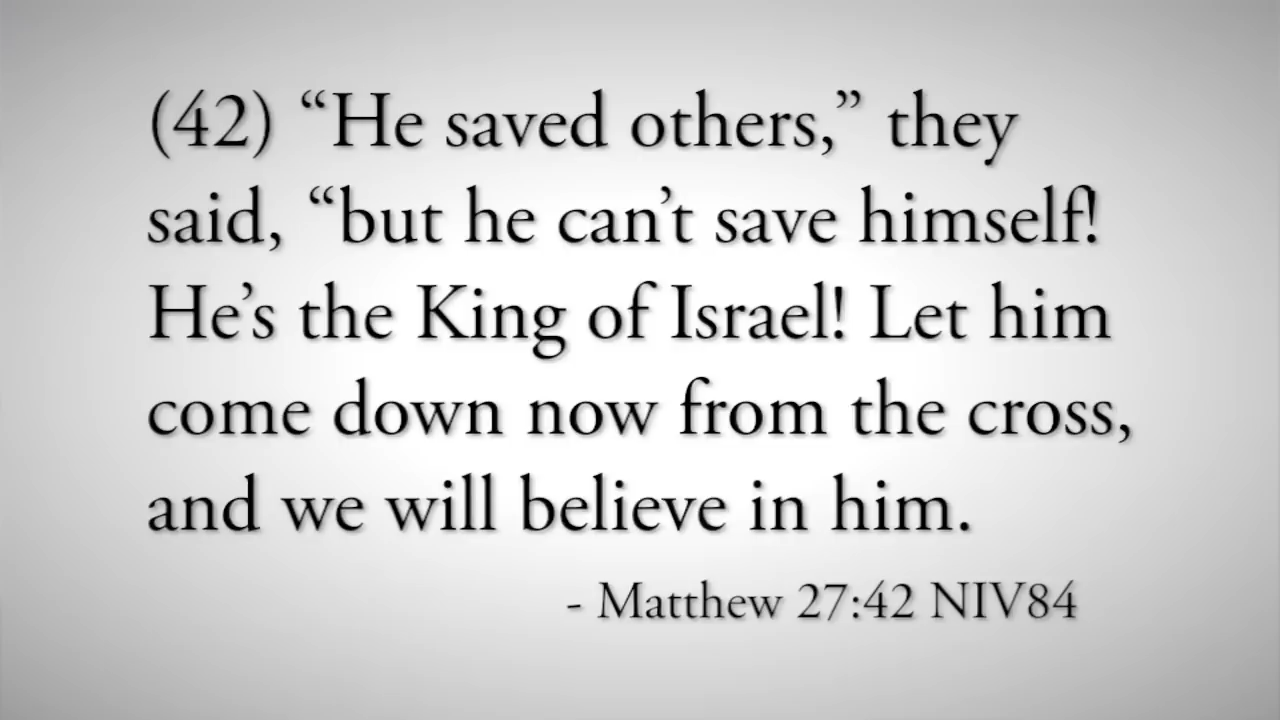 (42) “He saved others,” they
said, “but he can’t save himself!
He’s the King of Israel! Let him
come down now from the cross,
and we will believe in him.
- Matthew 27:42 NIV84